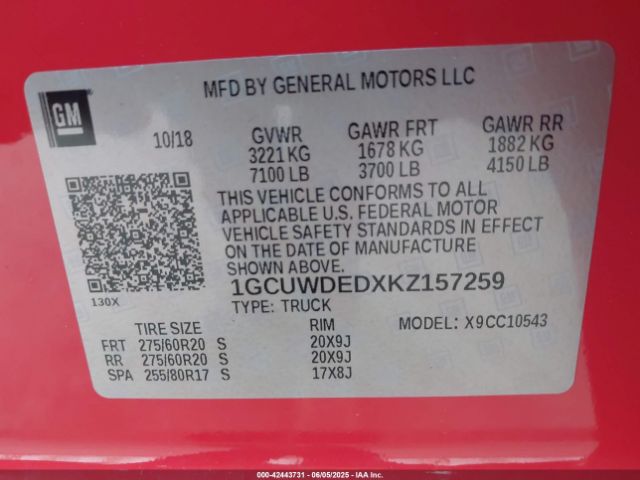 MFD BY GENERAL MOTORS LLC
GM
10/18 GVWR GAWR FRT GAWR RR
3221 KG 1678 KG 1882 KG
7100 LB 3700 LB 4150 LB
THIS VEHICLE CONFORMS TO ALL
APPLICABLE U.S. FEDERAL MOTOR
VEHICLE SAFETY STANDARDS IN EFFECT
ON THE DATE OF MANUFACTURE
SHOWN ABOVE.
1GCUWDEDXKZ157259
130X
TYPE: TRUCK
MODEL: X9CC10543
TIRE SIZE RIM
FRT 275/60R20 S 20X9J
RR 275/60R20 S 20X9J
SPA 255/80R17 S 17X8J
000-42443731 - 06/05/2025 - IAAI INC.